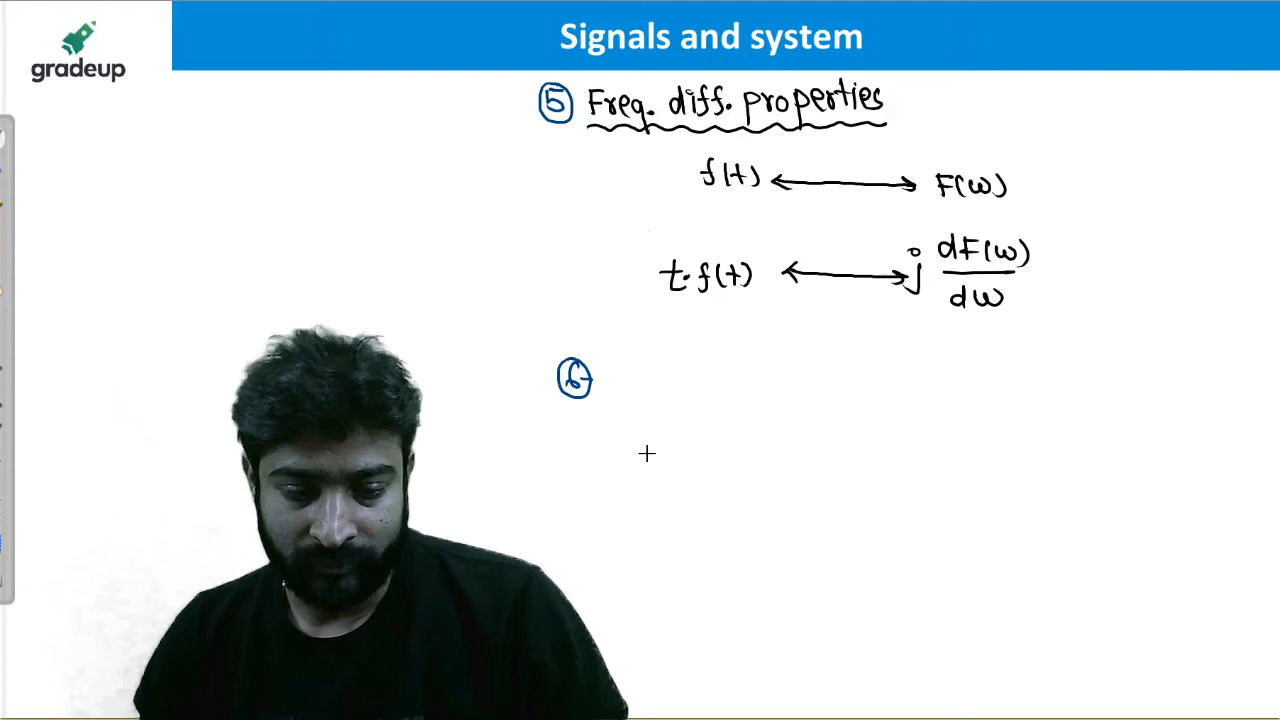 gradeup
Signals and system
⑤ Freq. diff. properties
f(t) ⟷ F(ω)
t.f(t) ⟷ j dF(ω)/dω
⑥